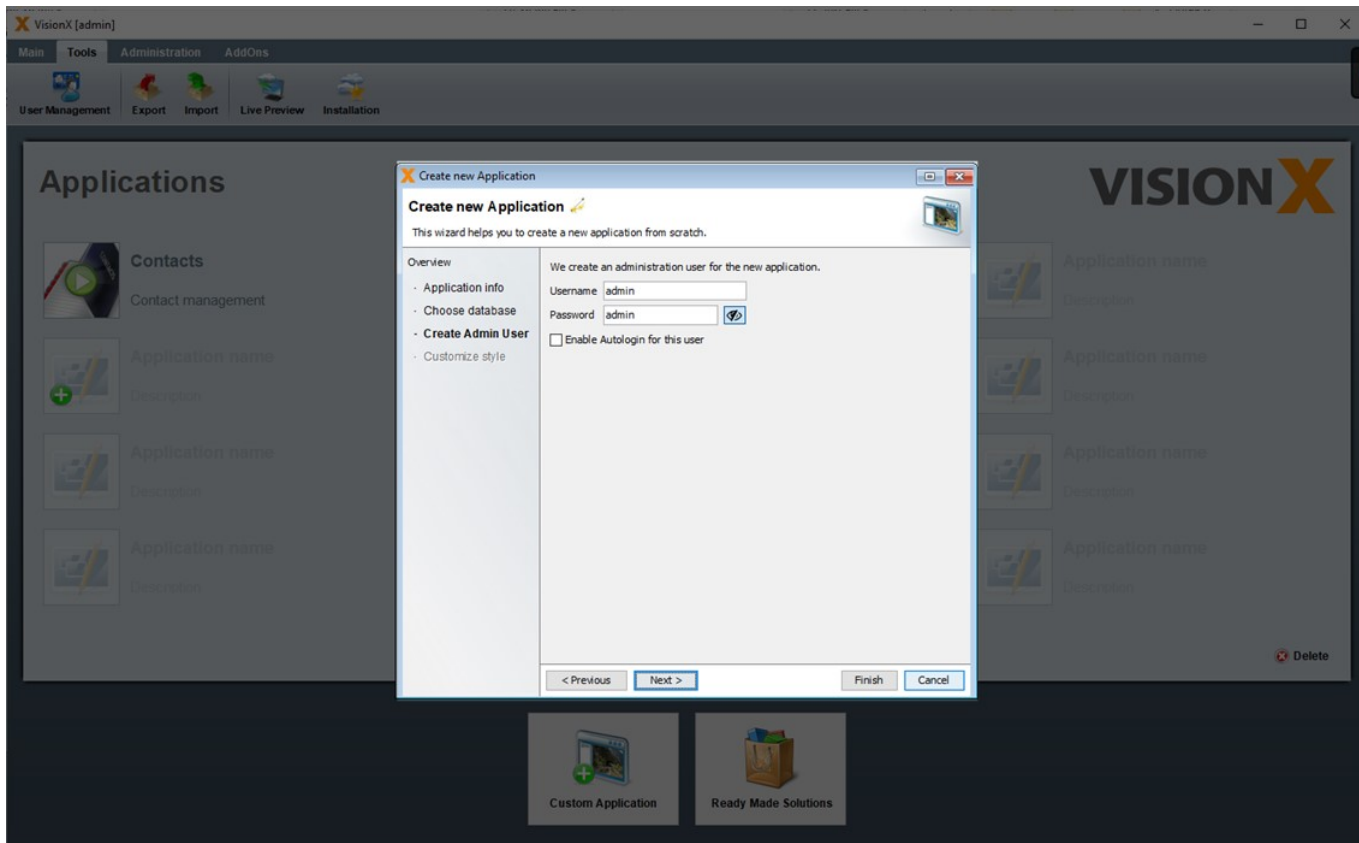 VisionX [admin]
Main Tools Administration AddOns
User Management Export Import Live Preview Installation
Applications
VISIONX
Contacts
Contact management
Application name
Description
Application name
Description
Application name
Description
Create new Application
Create new Application
This wizard helps you to create a new application from scratch.
Overview
· Application info
· Choose database
· Create Admin User
· Customize style
We create an administration user for the new application.
Username admin
Password admin
Enable Autologin for this user
< Previous Next > Finish Cancel
Application name
Description
Application name
Description
Application name
Description
Application name
Description
Delete
Custom Application Ready Made Solutions